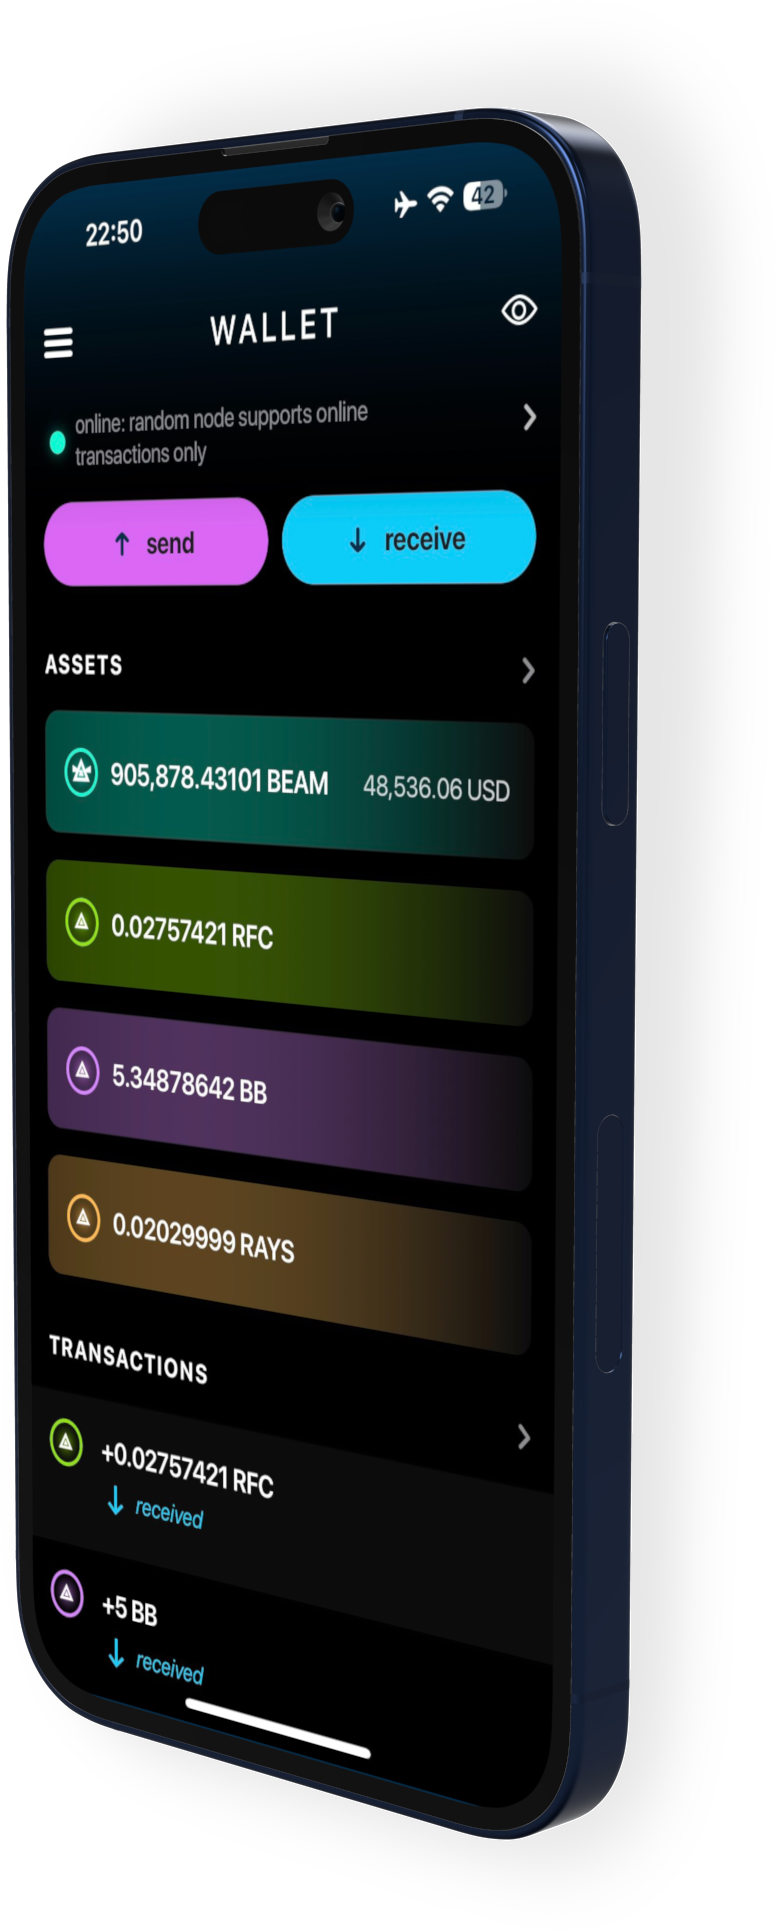 22:50
42
WALLET
online: random node supports online
transactions only
send
receive
ASSETS
905,878.43101 BEAM
48,536.06 USD
0.02757421 RFC
5.34878642 BB
0.02029999 RAYS
TRANSACTIONS
+0.02757421 RFC
received
+5 BB
received